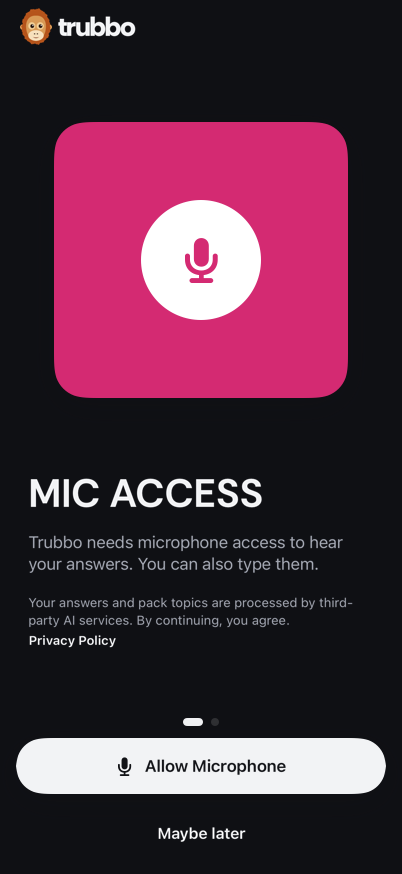 trubbo
MIC ACCESS
Trubbo needs microphone access to hear
your answers. You can also type them.
Your answers and pack topics are processed by third-
party AI services. By continuing, you agree.
Privacy Policy
Allow Microphone
Maybe later